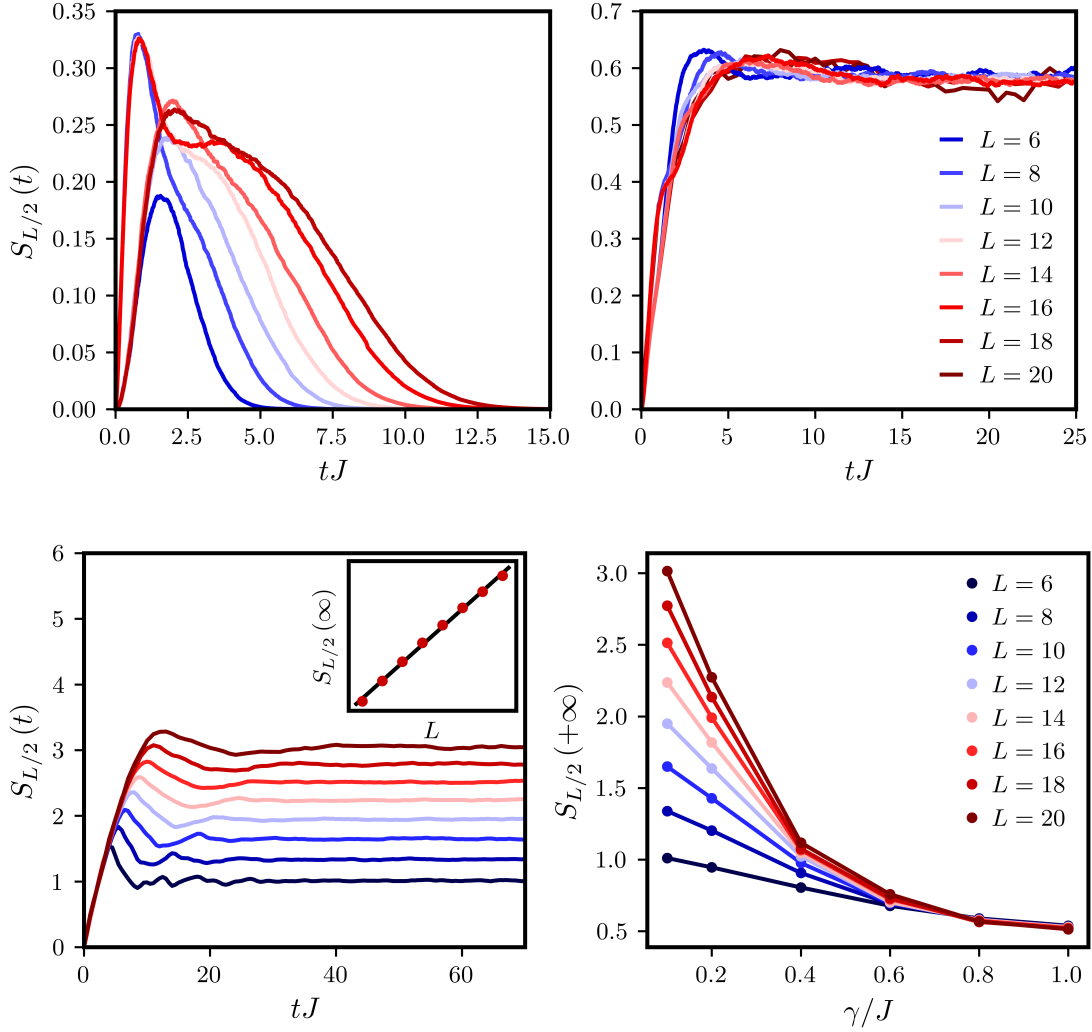 0.35
0.30
0.25
0.20
0.15
0.10
0.05
0.00
S_{L/2}(t)
0.0 2.5 5.0 7.5 10.0 12.5 15.0
tJ
0.7
0.6
0.5
0.4
0.3
0.2
0.1
0.0
L = 6
L = 8
L = 10
L = 12
L = 14
L = 16
L = 18
L = 20
0 5 10 15 20 25
tJ
6
5
4
3
2
1
0
S_{L/2}(t)
S_{L/2}(∞)
L
0 20 40 60
tJ
3.0
2.5
2.0
1.5
1.0
0.5
S_{L/2}(+∞)
L = 6
L = 8
L = 10
L = 12
L = 14
L = 16
L = 18
L = 20
0.2 0.4 0.6 0.8 1.0
γ/J